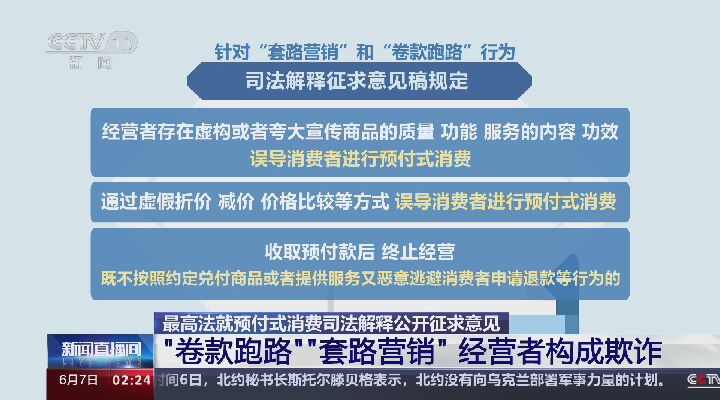 CCTV 13
新闻
针对“套路营销”和“卷款跑路”行为
司法解释征求意见稿规定
经营者存在虚构或者夸大宣传商品的质量 功能 服务的内容 功效
误导消费者进行预付式消费
通过虚假折价 减价 价格比较等方式 误导消费者进行预付式消费
收取预付款后 终止经营
既不按照约定兑付商品或者提供服务又恶意逃避消费者申请退款等行为的
最高法就预付式消费司法解释公开征求意见
新闻直播间
"卷款跑路""套路营销" 经营者构成欺诈
6月7日 02:24 时间6日，北约秘书长斯托尔滕贝格表示，北约没有向乌克兰部署军事力量的计划。